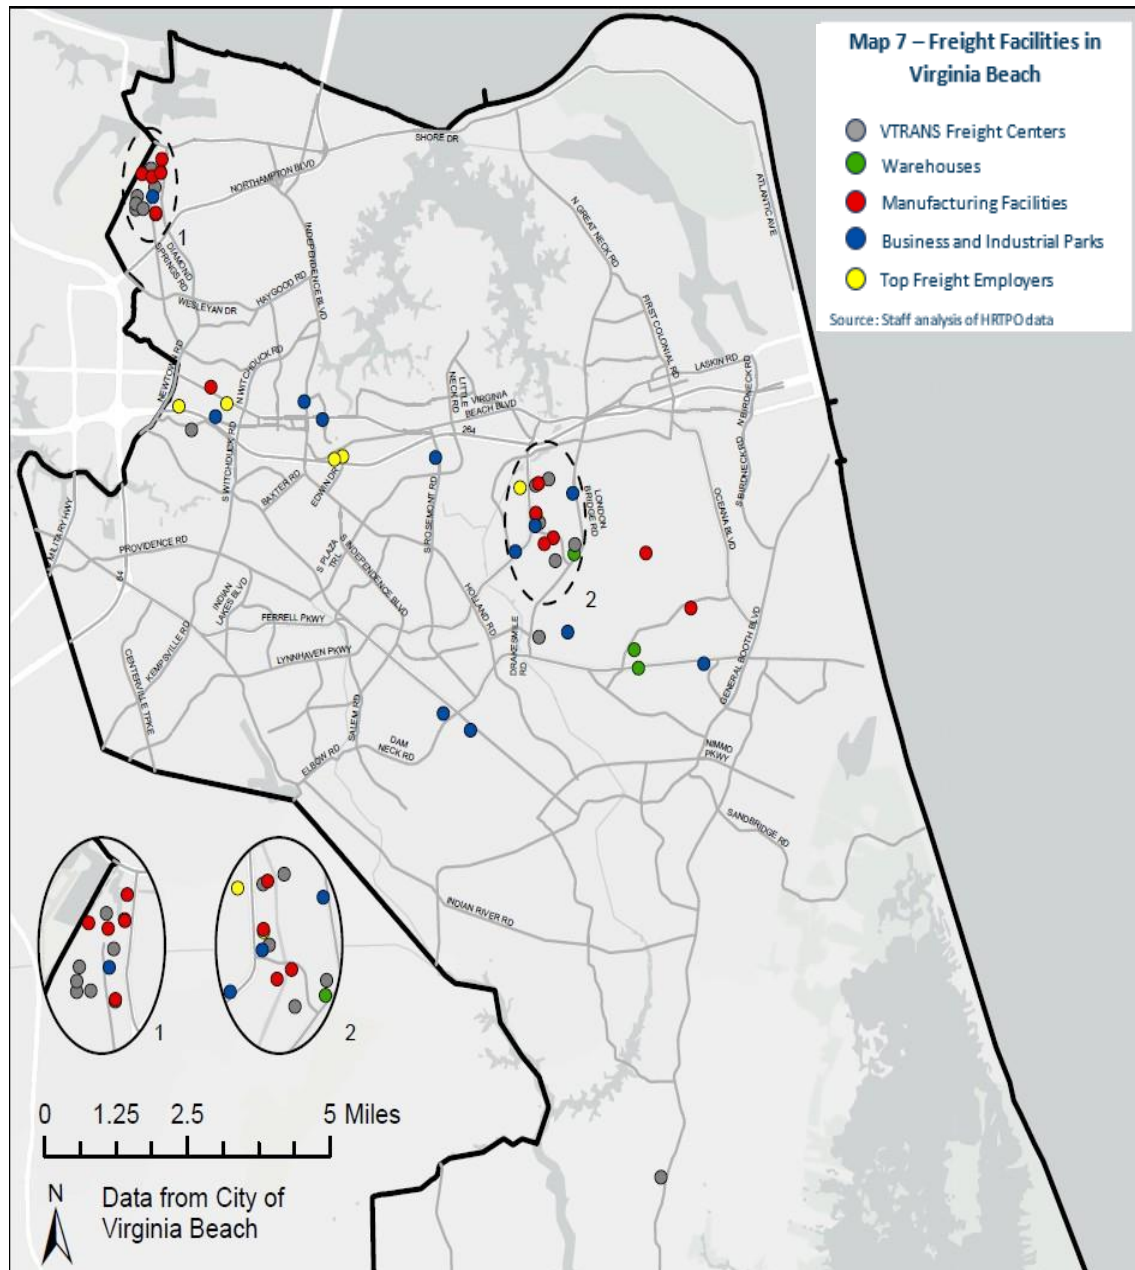 Map 7 – Freight Facilities in
Virginia Beach
VTRANS Freight Centers
Warehouses
Manufacturing Facilities
Business and Industrial Parks
Top Freight Employers
Source: Staff analysis of HRTPO data
SHORE DR
NORTHAMPTON BLVD
ATLANTIC AVE
N GREAT NECK RD
1
DIAMOND
SPRINGS RD
INDEPENDENCE BLVD
HAYGOOD RD
WESLEYAN DR
FIRST COLONIAL RD
NEWTOWN RD
N WITCHDUCK RD
LASKIN RD
LITTLE
NECK RD
VIRGINIA
BEACH BLVD
N BIRDNECK RD
264
S WITCHDUCK RD
BAXTER RD
EDWIN DR
S ROSEMONT RD
LONDON
BRIDGE RD
S BIRDNECK RD
OCEANA BLVD
S MILITARY HWY
PROVIDENCE RD
64
S PLAZA
TRL
S INDEPENDENCE BLVD
INDIAN
LAKES BLVD
HOLLAND RD
2
FERRELL PKWY
KEMPSVILLE RD
LYNNHAVEN PKWY
DRAKESMILE
RD
GENERAL BOOTH BLVD
CENTERVILLE TPKE
SALEM RD
ELBOW RD
DAM
NECK RD
NIMMO
PKWY
SANDBRIDGE RD
INDIAN RIVER RD
1
2
0 1.25 2.5 5 Miles
N
Data from City of
Virginia Beach